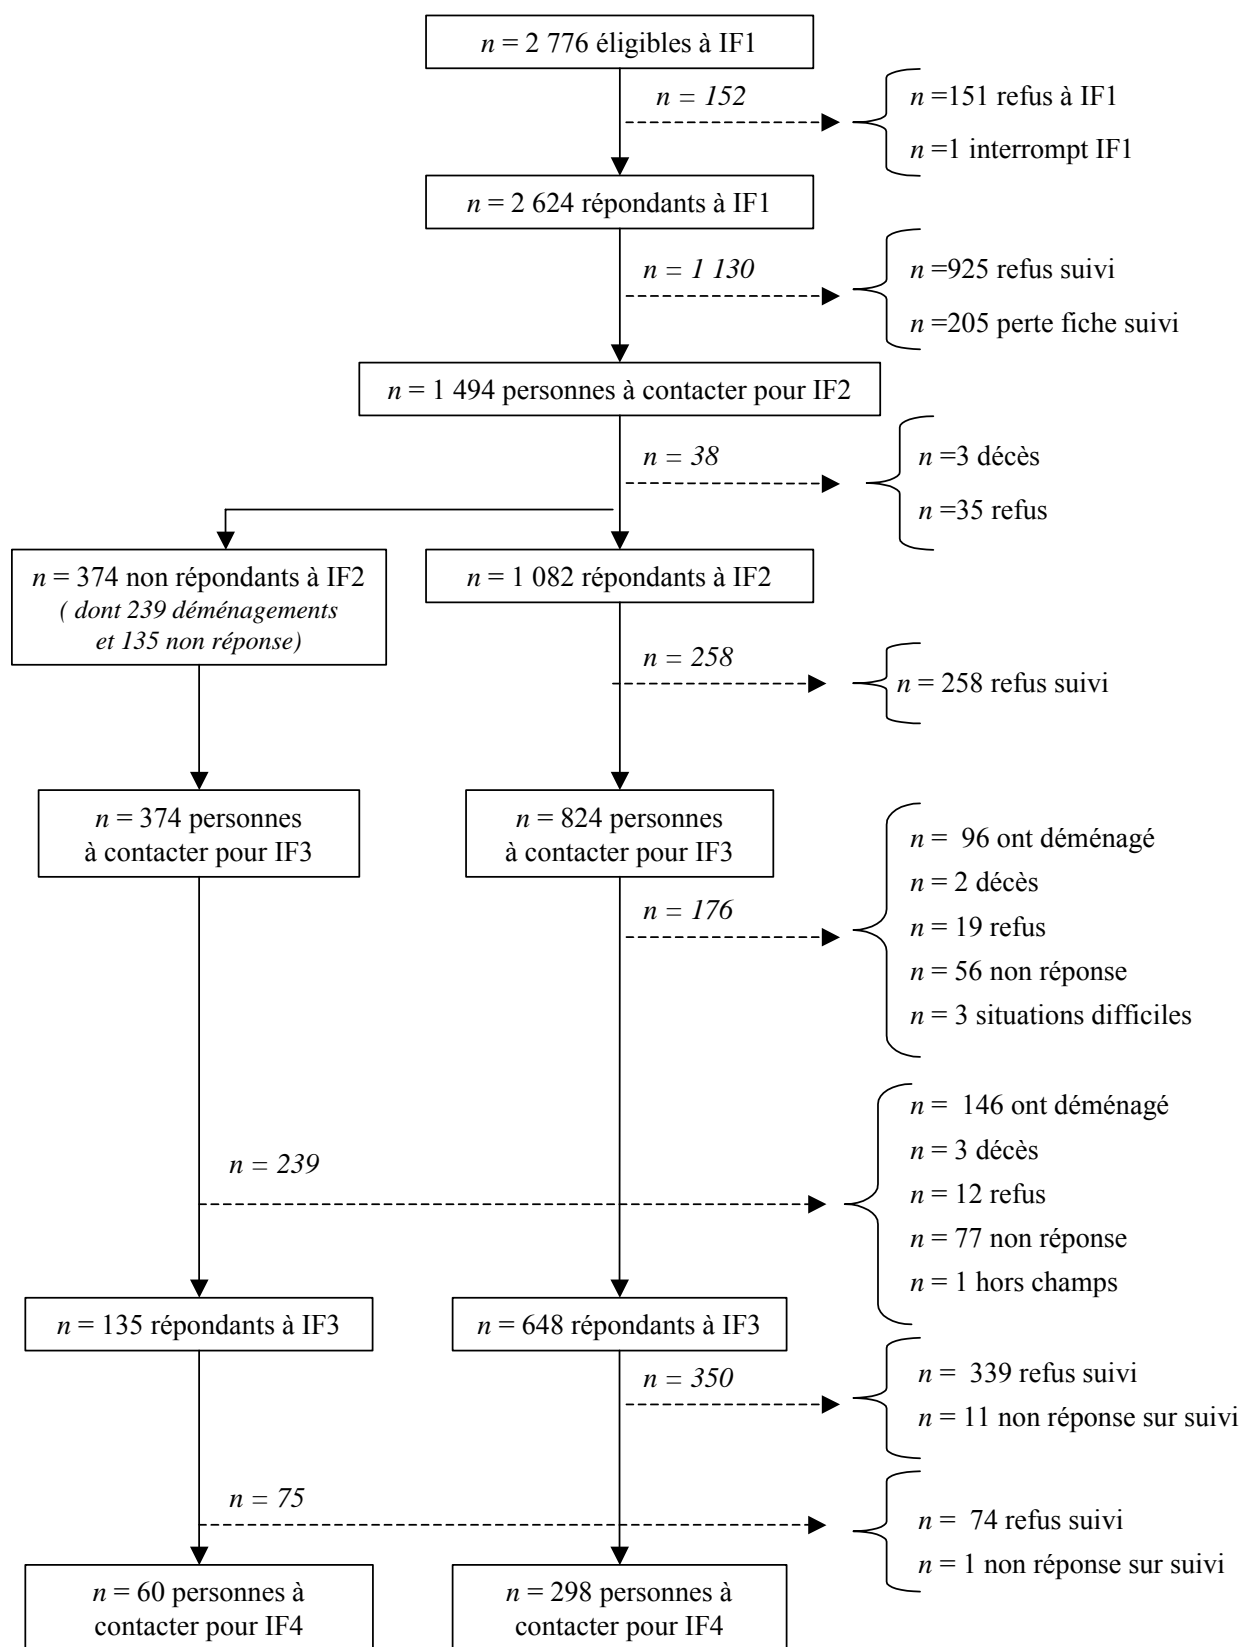 n = 2 776 éligibles à IF1
n = 152
n =151 refus à IF1
n =1 interrompt IF1
n = 2 624 répondants à IF1
n = 1 130
n =925 refus suivi
n =205 perte fiche suivi
n = 1 494 personnes à contacter pour IF2
n = 38
n =3 décès
n =35 refus
n = 374 non répondants à IF2
( dont 239 déménagements
et 135 non réponse)
n = 1 082 répondants à IF2
n = 258
n = 258 refus suivi
n = 374 personnes
à contacter pour IF3
n = 824 personnes
à contacter pour IF3
n = 176
n = 96 ont déménagé
n = 2 décès
n = 19 refus
n = 56 non réponse
n = 3 situations difficiles
n = 239
n = 146 ont déménagé
n = 3 décès
n = 12 refus
n = 77 non réponse
n = 1 hors champs
n = 135 répondants à IF3
n = 648 répondants à IF3
n = 350
n = 339 refus suivi
n = 11 non réponse sur suivi
n = 75
n = 74 refus suivi
n = 1 non réponse sur suivi
n = 60 personnes à
contacter pour IF4
n = 298 personnes à
contacter pour IF4